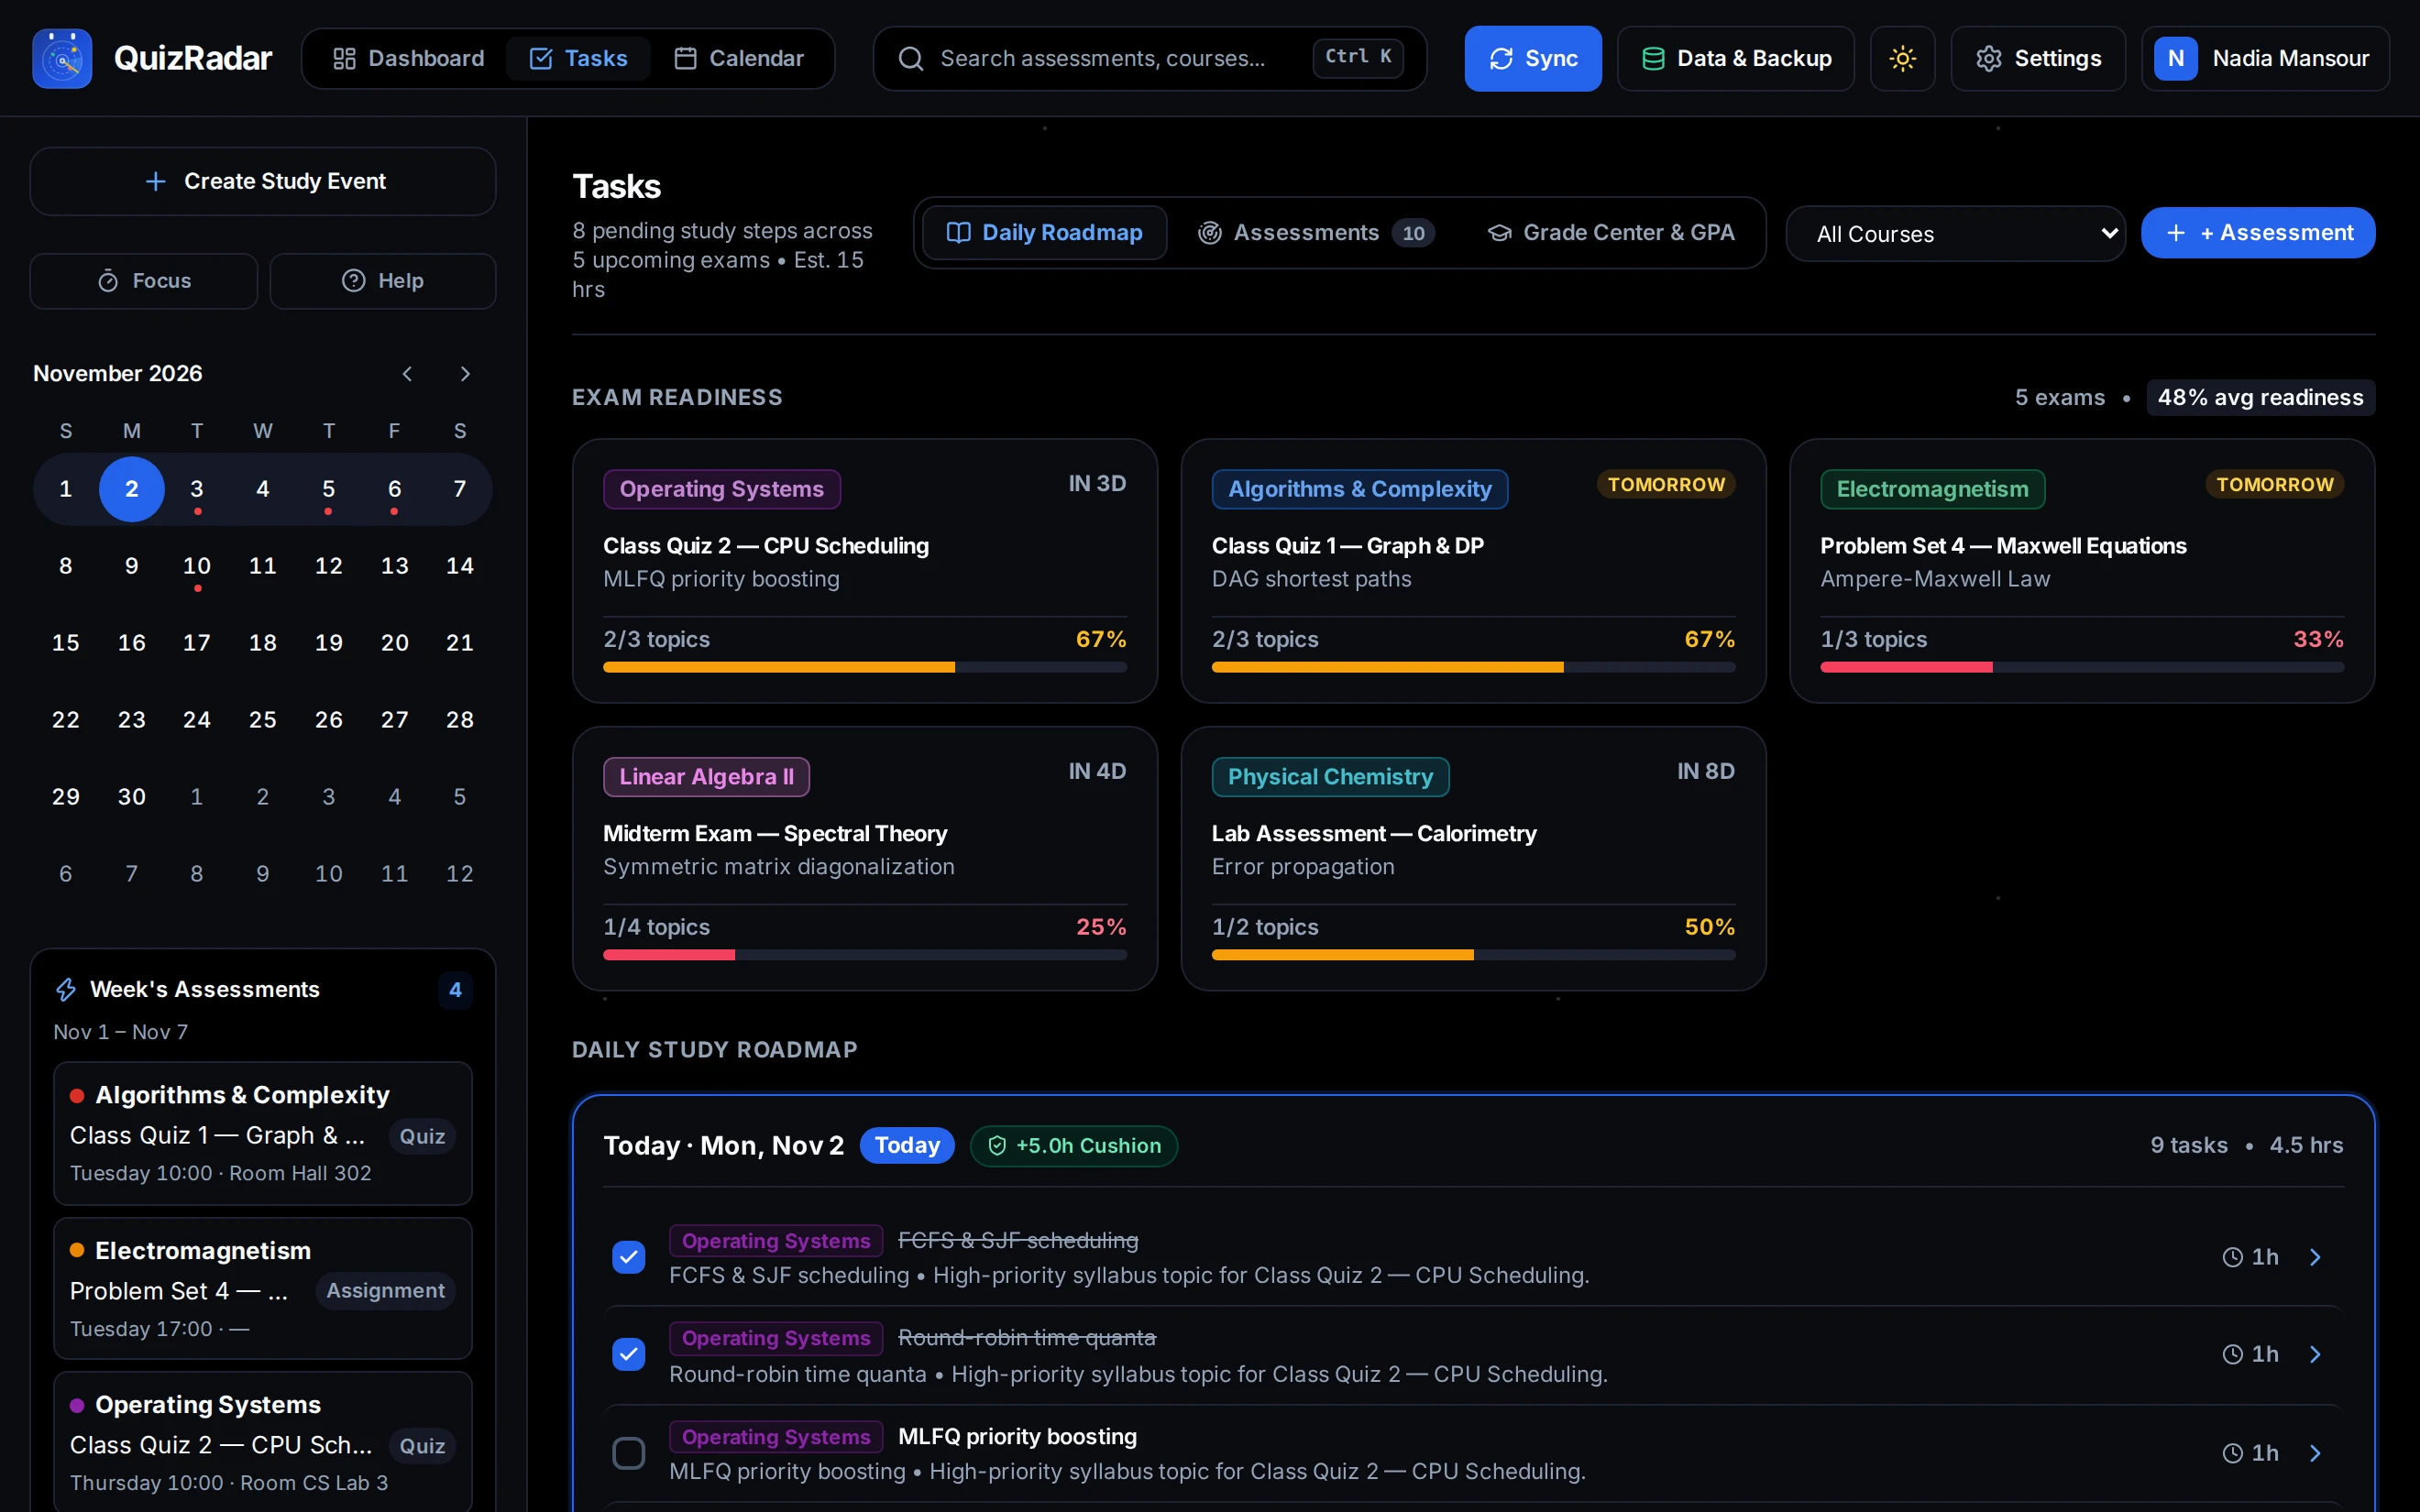 QuizRadar
Dashboard
Tasks
Calendar
Search assessments, courses...
Ctrl K
Sync
Data & Backup
Settings
N
Nadia Mansour
Create Study Event
Focus
Help
November 2026
S M T W T F S
1 2 3 4 5 6 7
8 9 10 11 12 13 14
15 16 17 18 19 20 21
22 23 24 25 26 27 28
29 30 1 2 3 4 5
6 7 8 9 10 11 12
Week's Assessments
4
Nov 1 – Nov 7
Algorithms & Complexity
Class Quiz 1 — Graph & ...
Quiz
Tuesday 10:00 · Room Hall 302
Electromagnetism
Problem Set 4 — ...
Assignment
Tuesday 17:00 · —
Operating Systems
Class Quiz 2 — CPU Sch...
Quiz
Thursday 10:00 · Room CS Lab 3
Tasks
8 pending study steps across
5 upcoming exams • Est. 15
hrs
Daily Roadmap
Assessments 10
Grade Center & GPA
All Courses
+ Assessment
EXAM READINESS
5 exams • 48% avg readiness
Operating Systems
IN 3D
Class Quiz 2 — CPU Scheduling
MLFQ priority boosting
2/3 topics
67%
Algorithms & Complexity
TOMORROW
Class Quiz 1 — Graph & DP
DAG shortest paths
2/3 topics
67%
Electromagnetism
TOMORROW
Problem Set 4 — Maxwell Equations
Ampere-Maxwell Law
1/3 topics
33%
Linear Algebra II
IN 4D
Midterm Exam — Spectral Theory
Symmetric matrix diagonalization
1/4 topics
25%
Physical Chemistry
IN 8D
Lab Assessment — Calorimetry
Error propagation
1/2 topics
50%
DAILY STUDY ROADMAP
Today · Mon, Nov 2
Today
+5.0h Cushion
9 tasks • 4.5 hrs
Operating Systems FCFS & SJF scheduling
FCFS & SJF scheduling • High-priority syllabus topic for Class Quiz 2 — CPU Scheduling.
1h
Operating Systems Round-robin time quanta
Round-robin time quanta • High-priority syllabus topic for Class Quiz 2 — CPU Scheduling.
1h
Operating Systems MLFQ priority boosting
MLFQ priority boosting • High-priority syllabus topic for Class Quiz 2 — CPU Scheduling.
1h